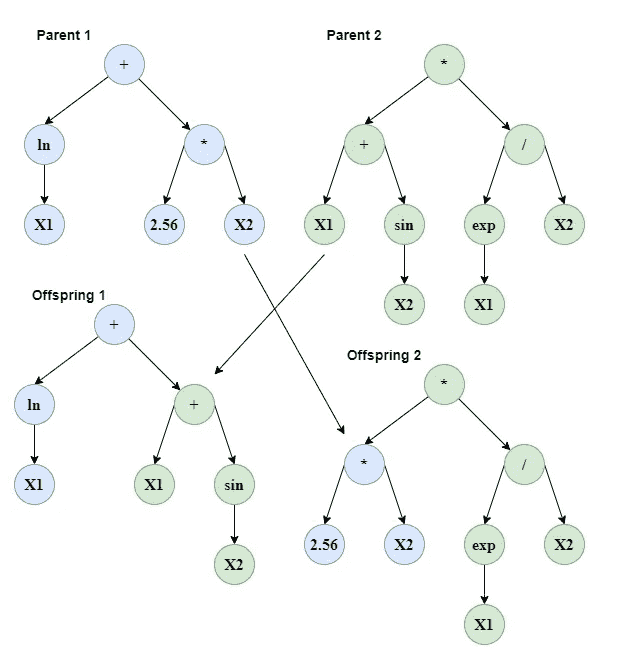 Parent 1
Parent 2
+
*
ln
*
+
/
X1
2.56
X2
X1
sin
exp
X2
X2
X1
Offspring 1
+
Offspring 2
*
ln
+
*
/
X1
X1
sin
2.56
X2
exp
X2
X2
X1